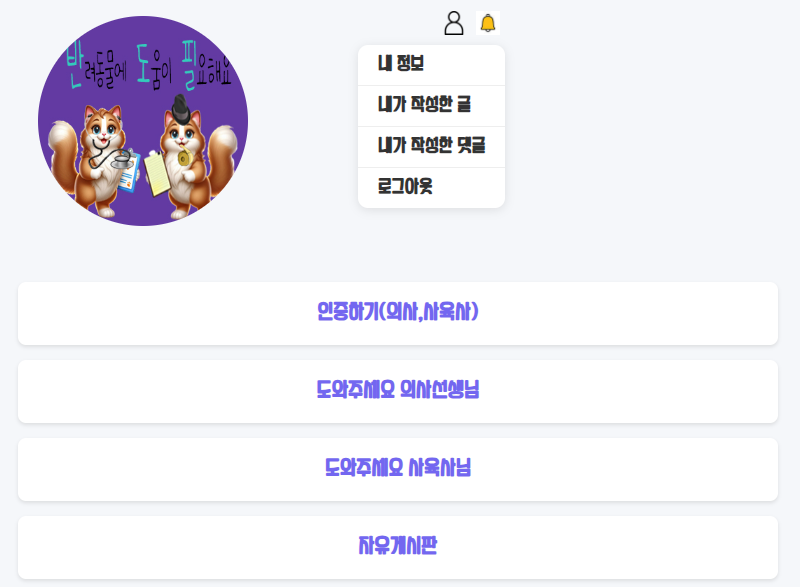 반려동물에 도움이 필요해요
내 정보
내가 작성한 글
내가 작성한 댓글
로그아웃
인증하기(의사,사육사)
도와주세요 의사선생님
도와주세요 사육사님
자유게시판